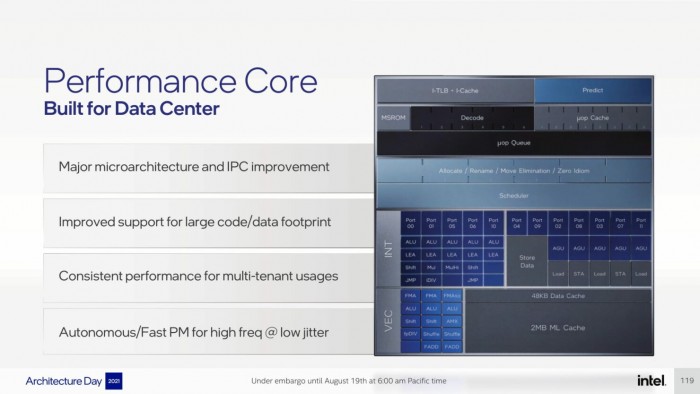 Performance Core
Built for Data Center
Major microarchitecture and IPC improvement
Improved support for large code/data footprint
Consistent performance for multi-tenant usages
Autonomous/Fast PM for high freq @ low jitter
I-TLB + I-Cache
Predict
MSROM
Decode
μop Cache
μop Queue
Allocate / Rename / Move Elimination / Zero Idiom
Scheduler
INT
Port 00 Port 01 Port 05 Port 06 Port 10 Port 04 Port 09 Port 02 Port 08 Port 03 Port 07 Port 11
ALU ALU ALU ALU ALU
LEA LEA LEA LEA LEA
Shift Mul MulHi Shift
JMP IDIV JMP
Store Data
AGU AGU AGU AGU AGU
Load STA Load STA Load
VEC
FMA FMA FMA512
ALU ALU ALU
Shift Shift AMX
fpDIV Shuffle Shuffle
FADD FADD
48KB Data Cache
2MB ML Cache
Architecture Day 2021
Under embargo until August 19th at 6:00 am Pacific time
intel.
119